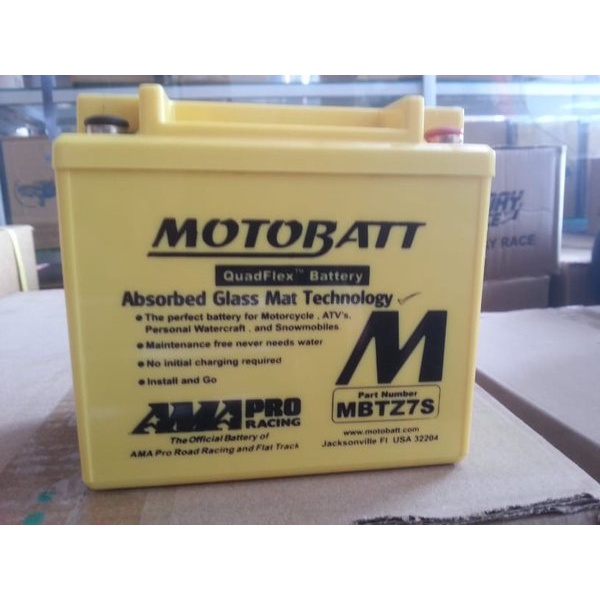 MOTOBATT
QuadFlex™ Battery
Absorbed Glass Mat Technology ✓
• The perfect battery for Motorcycle , ATV's,
Personal Watercraft , and Snowmobiles
• Maintenance free never needs water
• No initial charging required
• Install and Go
M
Part Number
MBTZ7S
www.motobatt.com
Jacksonville Fl USA 32204
AMA PRO
RACING
The Official Battery of
AMA Pro Road Racing and Flat Track
RACE